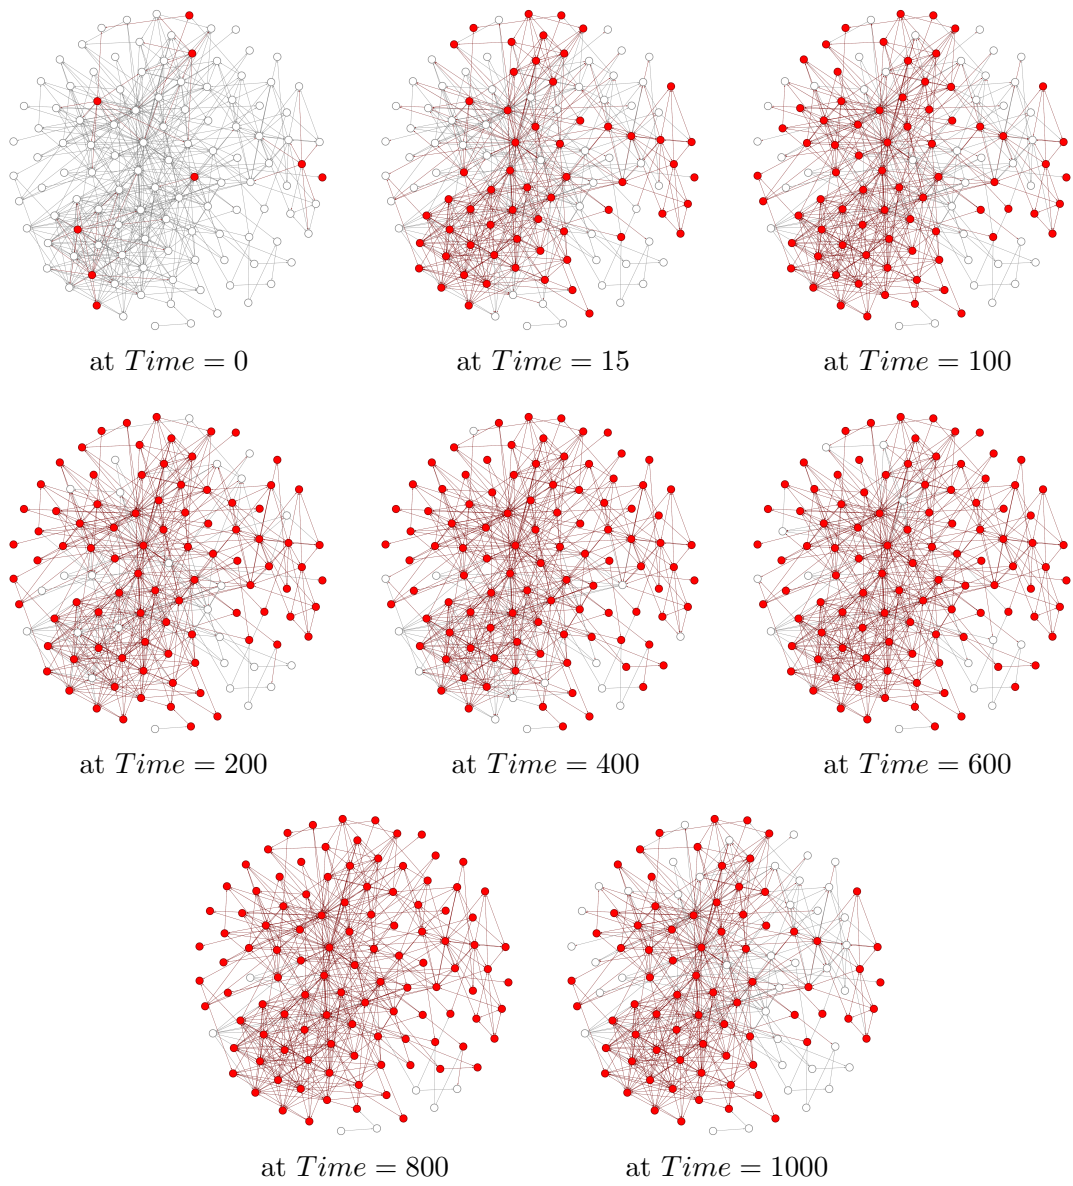 at Time = 0
at Time = 15
at Time = 100
at Time = 200
at Time = 400
at Time = 600
at Time = 800
at Time = 1000